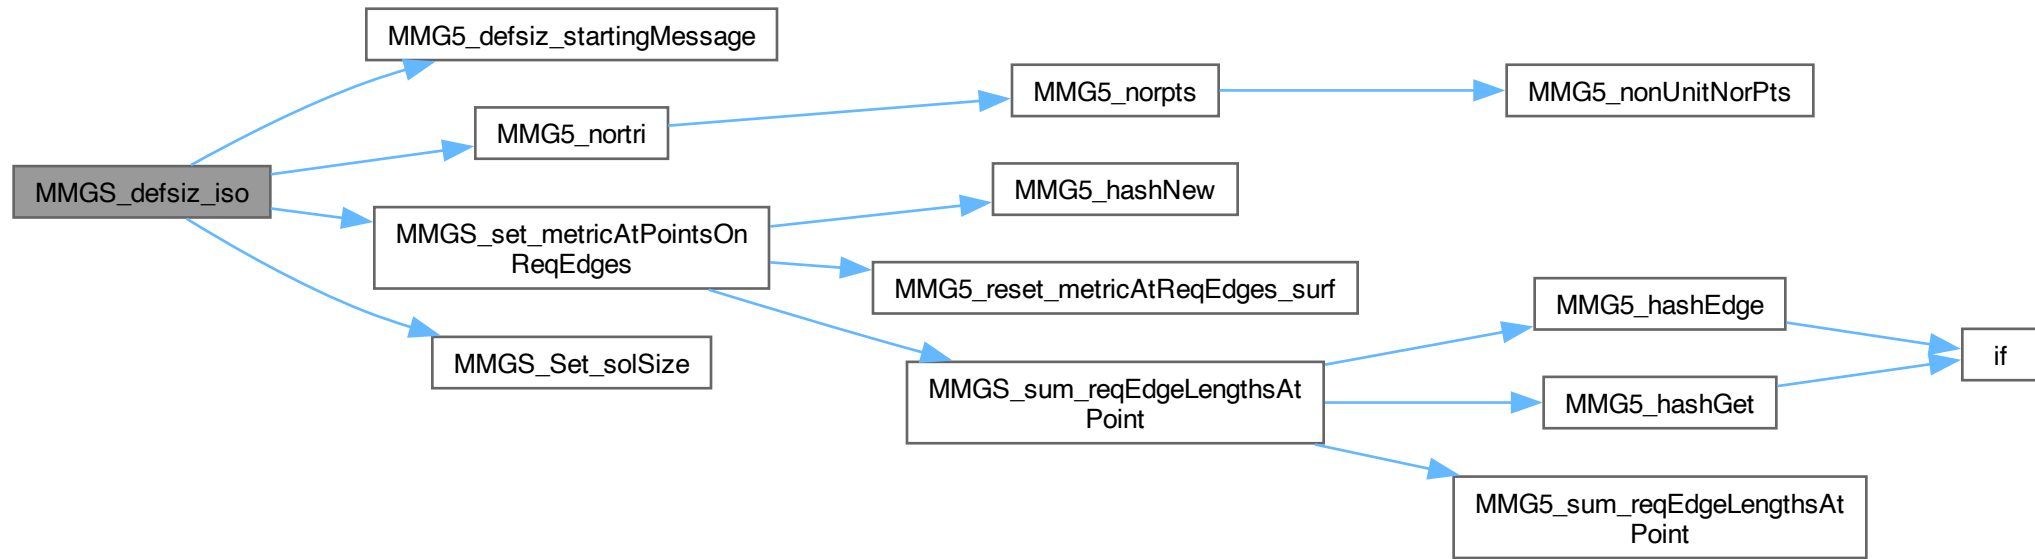 MMG5_defsiz_startingMessage
MMG5_norpts
MMG5_nonUnitNorPts
MMG5_nortri
MMGS_defsiz_iso
MMG5_hashNew
MMGS_set_metricAtPointsOn
ReqEdges
MMG5_reset_metricAtReqEdges_surf
MMG5_hashEdge
MMGS_Set_solSize
if
MMGS_sum_reqEdgeLengthsAt
Point
MMG5_hashGet
MMG5_sum_reqEdgeLengthsAt
Point